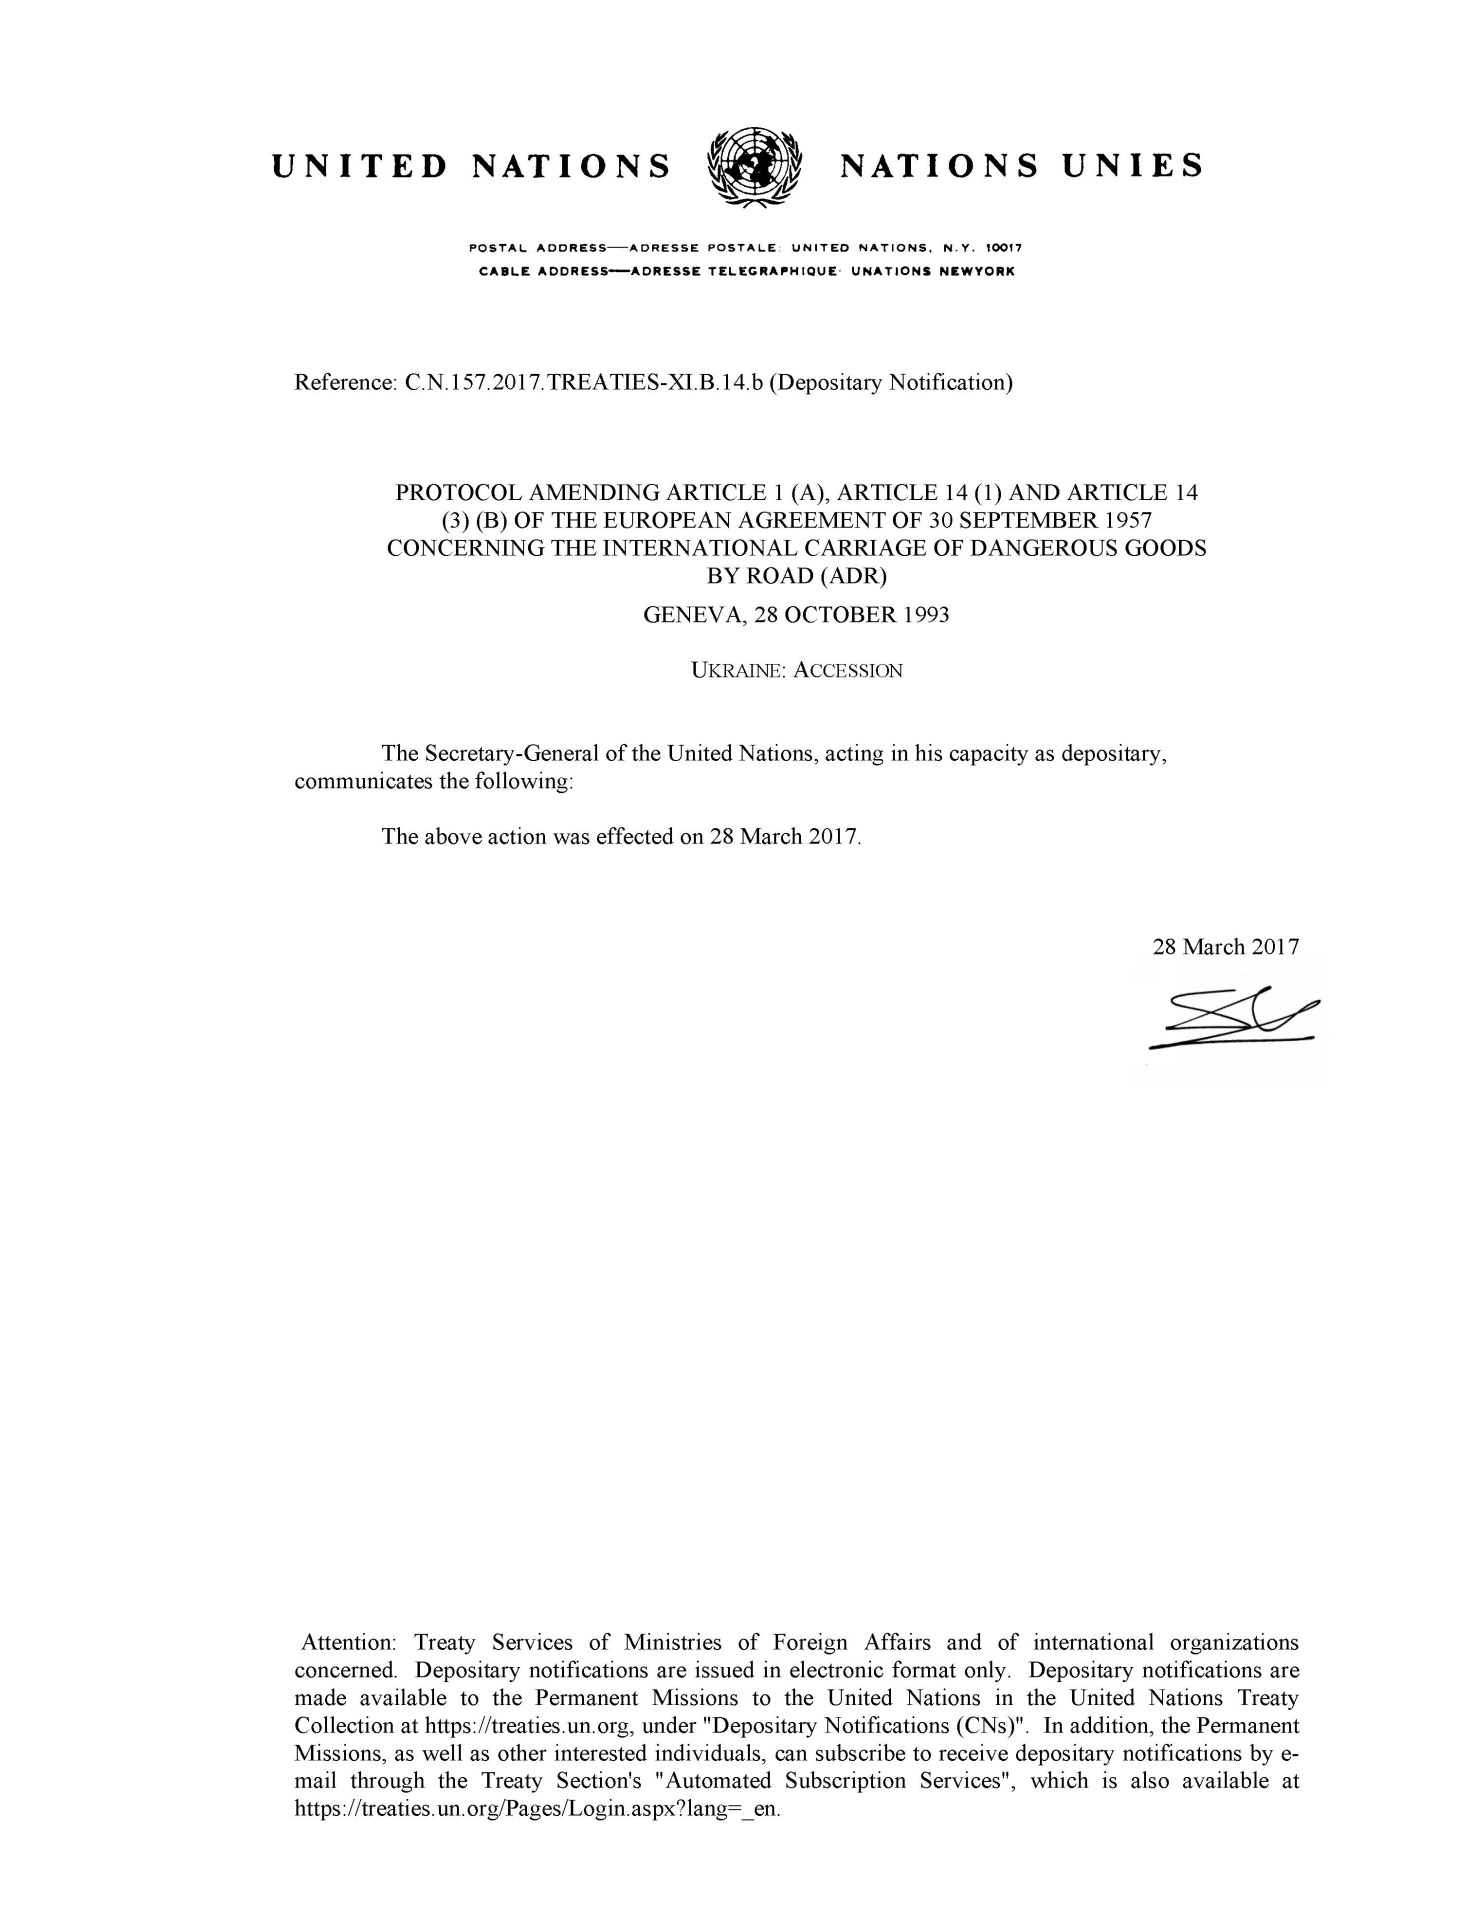 UNITED NATIONS NATIONS UNIES
POSTAL ADDRESS—ADRESSE POSTALE: UNITED NATIONS, N.Y. 10017
CABLE ADDRESS—ADRESSE TELEGRAPHIQUE: UNATIONS NEWYORK
Reference: C.N.157.2017.TREATIES-XI.B.14.b (Depositary Notification)
PROTOCOL AMENDING ARTICLE 1 (A), ARTICLE 14 (1) AND ARTICLE 14
(3) (B) OF THE EUROPEAN AGREEMENT OF 30 SEPTEMBER 1957
CONCERNING THE INTERNATIONAL CARRIAGE OF DANGEROUS GOODS
BY ROAD (ADR)
GENEVA, 28 OCTOBER 1993
UKRAINE: ACCESSION
The Secretary-General of the United Nations, acting in his capacity as depositary,
communicates the following:
The above action was effected on 28 March 2017.
28 March 2017
Attention: Treaty Services of Ministries of Foreign Affairs and of international organizations
concerned. Depositary notifications are issued in electronic format only. Depositary notifications are
made available to the Permanent Missions to the United Nations in the United Nations Treaty
Collection at https://treaties.un.org, under "Depositary Notifications (CNs)". In addition, the Permanent
Missions, as well as other interested individuals, can subscribe to receive depositary notifications by e-
mail through the Treaty Section's "Automated Subscription Services", which is also available at
https://treaties.un.org/Pages/Login.aspx?lang=_en.